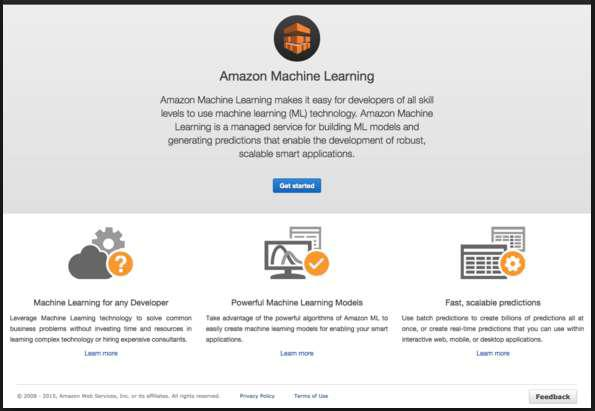 Amazon Machine Learning
Amazon Machine Learning makes it easy for developers of all skill
levels to use machine learning (ML) technology. Amazon Machine
Learning is a managed service for building ML models and
generating predictions that enable the development of robust,
scalable smart applications.
Get started
?
Machine Learning for any Developer
Leverage Machine Learning technology to solve common
business problems without investing time and resources in
learning complex technology or hiring expensive consultants.
Learn more
Powerful Machine Learning Models
Take advantage of the powerful algorithms of Amazon ML to
easily create machine learning models for enabling your smart
applications.
Learn more
Fast, scalable predictions
Use batch predictions to create billions of predictions all at
once, or create real-time predictions that you can use within
interactive web, mobile, or desktop applications.
Learn more
© 2008 - 2015, Amazon Web Services, Inc. or its affiliates. All rights reserved. Privacy Policy Terms of Use
Feedback